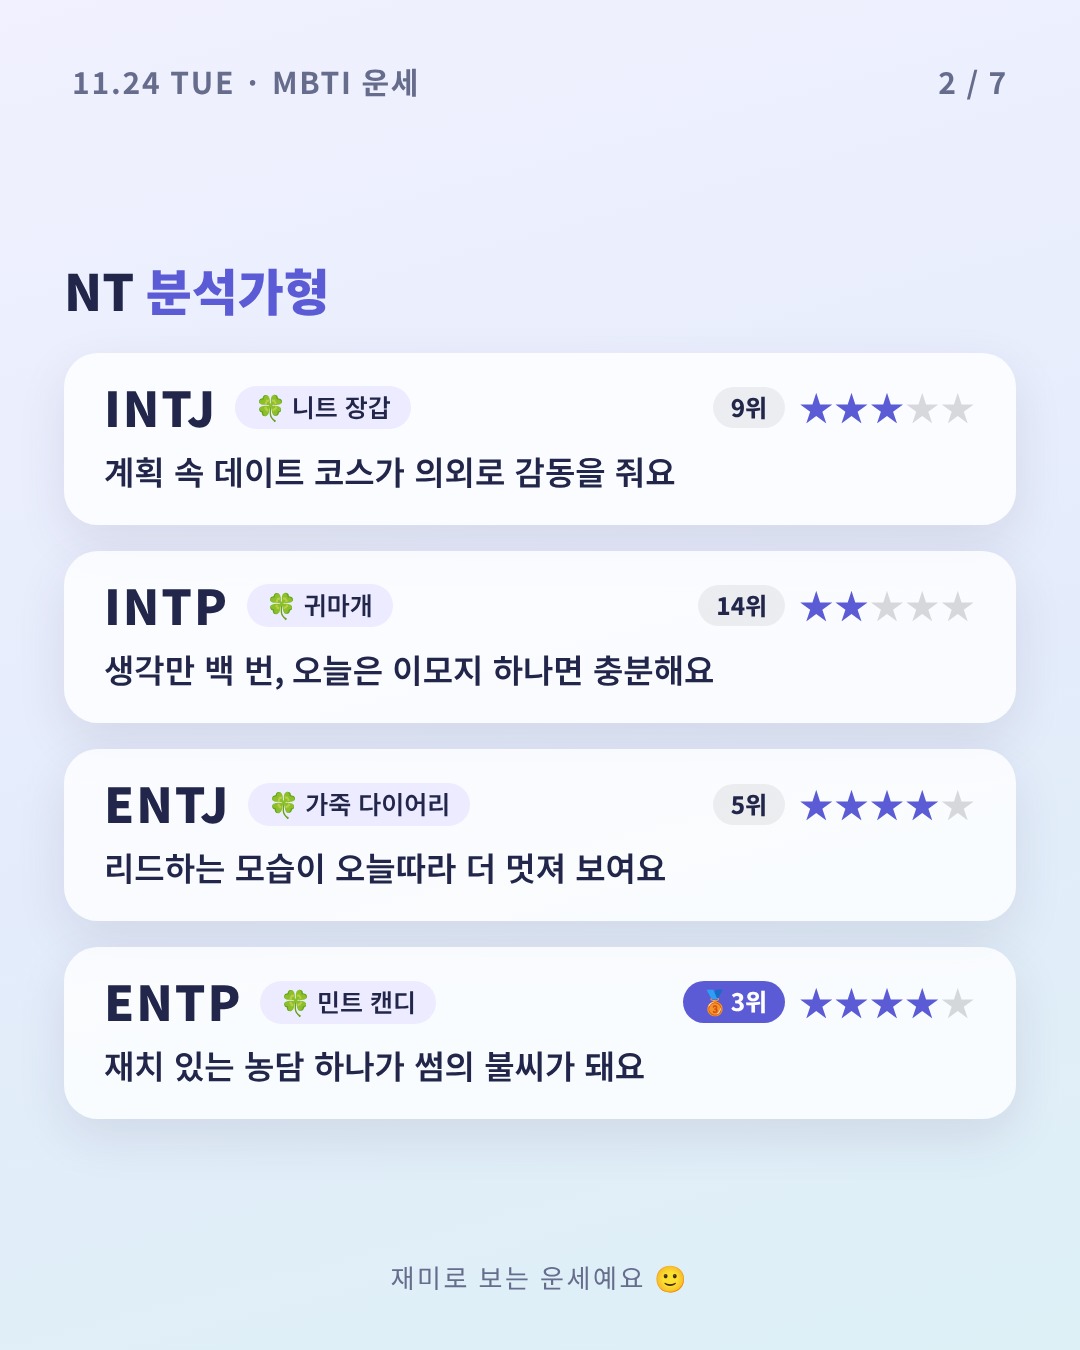 11.24 TUE · MBTI 운세
2 / 7
NT 분석가형
INTJ 🍀 니트 장갑 9위 ★★★★★
계획 속 데이트 코스가 의외로 감동을 줘요
INTP 🍀 귀마개 14위 ★★★★★
생각만 백 번, 오늘은 이모지 하나면 충분해요
ENTJ 🍀 가죽 다이어리 5위 ★★★★★
리드하는 모습이 오늘따라 더 멋져 보여요
ENTP 🍀 민트 캔디 🥉3위 ★★★★★
재치 있는 농담 하나가 썸의 불씨가 돼요
재미로 보는 운세예요 🙂